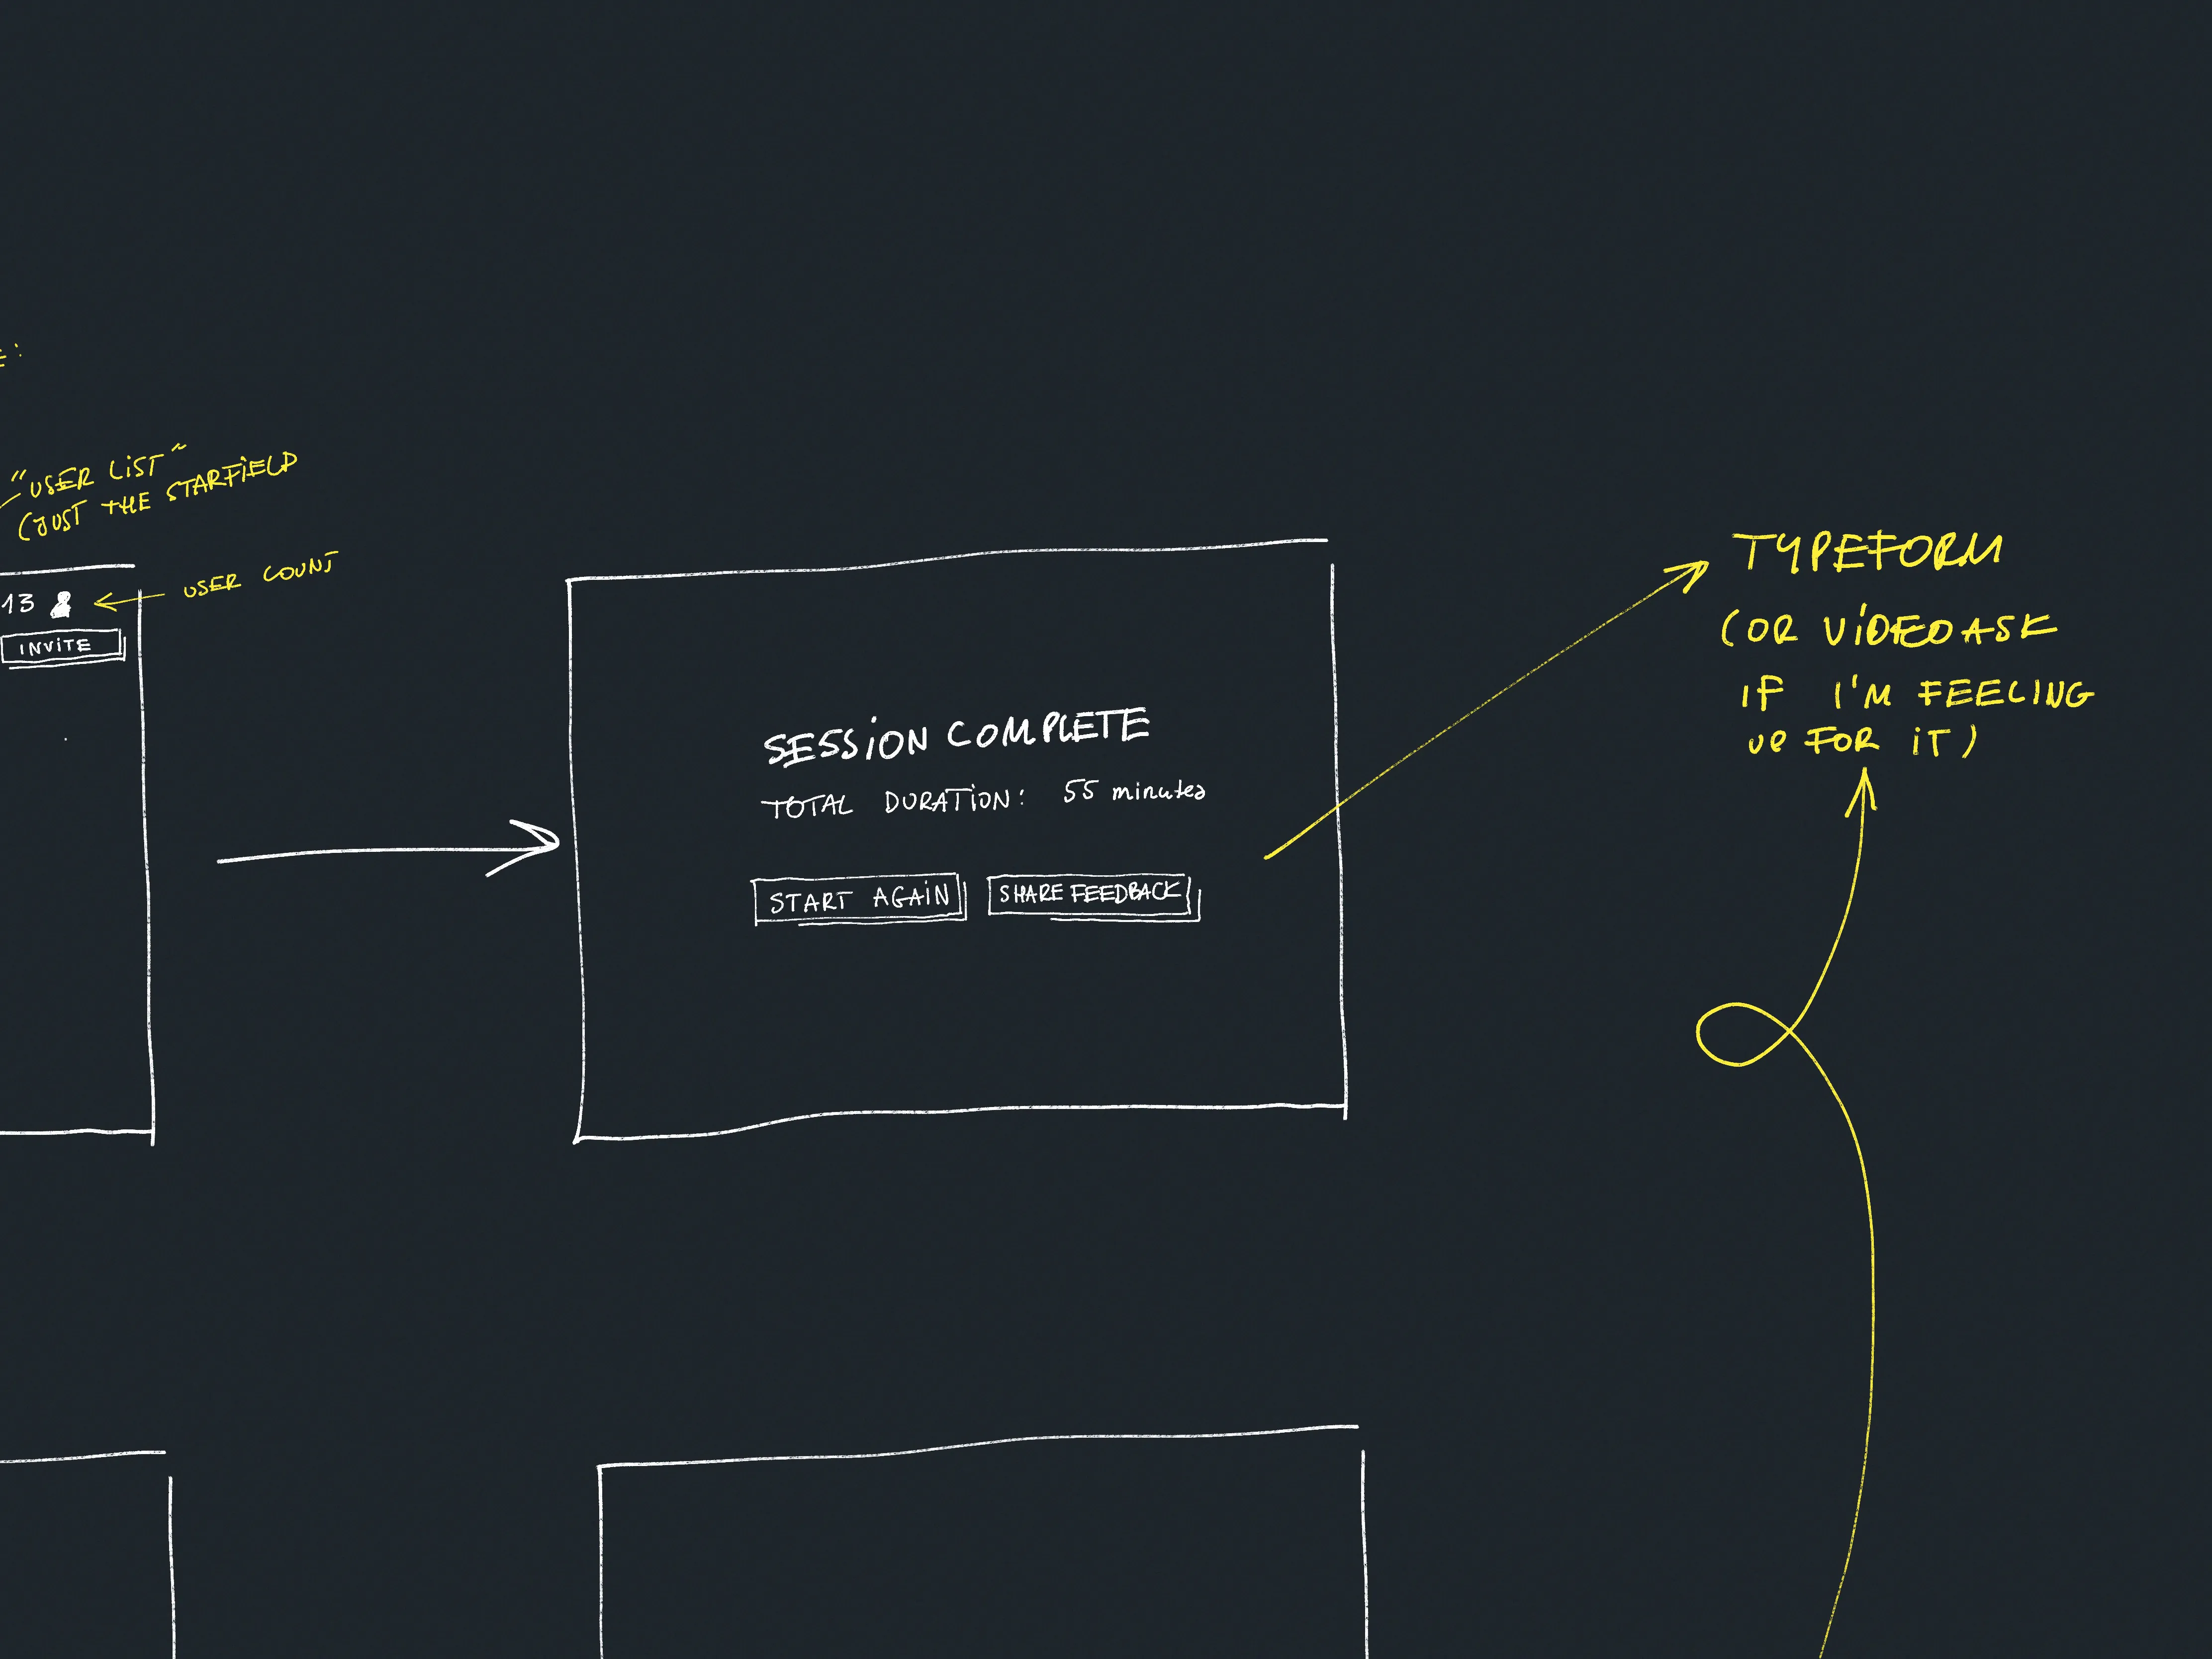 "USER LIST"
(JUST THE STARFIELD
USER COUNT
13
INVITE
SESSION COMPLETE
TOTAL DURATION: 55 minutes
START AGAIN
SHARE FEEDBACK
TYPEFORM
(OR VIDEOASK
IF I'M FEELING
UP FOR IT)